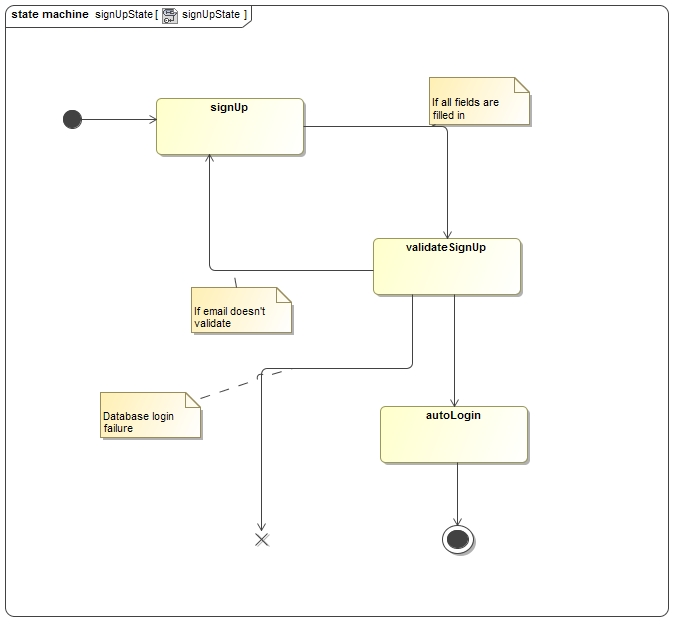 state machine signUpState [ signUpState ]
signUp
If all fields are
filled in
validateSignUp
If email doesn't
validate
Database login
failure
autoLogin